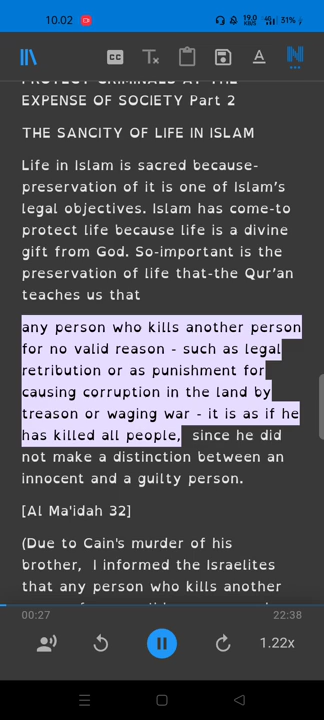 10.02
19.0
KB/S
4G
51%
T×
A
N
PROTECT CRIMINALS AT THE
EXPENSE OF SOCIETY Part 2
THE SANCITY OF LIFE IN ISLAM
Life in Islam is sacred because-
preservation of it is one of Islam's
legal objectives. Islam has come-to
protect life because life is a divine
gift from God. So-important is the
preservation of life that-the Qur'an
teaches us that
any person who kills another person
for no valid reason - such as legal
retribution or as punishment for
causing corruption in the land by
treason or waging war - it is as if he
has killed all people, since he did
not make a distinction between an
innocent and a guilty person.
[Al Ma'idah 32]
(Due to Cain's murder of his
brother, I informed the Israelites
that any person who kills another
00:27
22:38
1.22x